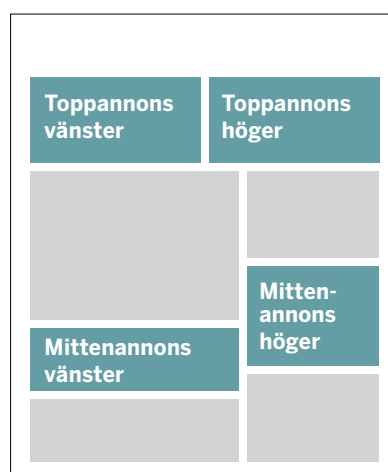 Toppannons
vänster
Toppannons
höger
Mitten-
annons
höger
Mittenannons
vänster